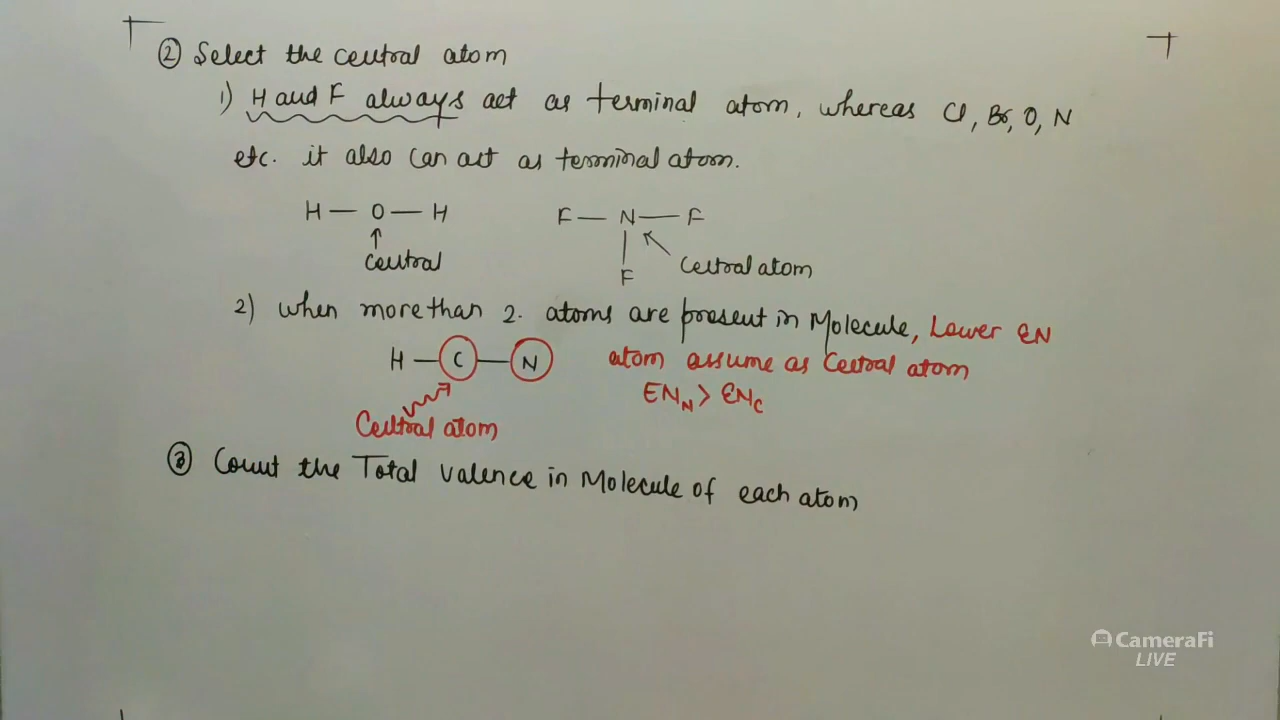 ② Select the central atom
1) H and F always act as terminal atom, whereas Cl, Br, O, N
etc. it also can act as terminal atom.
H — O — H
central
F — N — F
F
Central atom
2) when more than 2. atoms are present in Molecule, Lower EN
atom assume as Central atom
H — C — N
EN_N > EN_C
Central atom
③ Count the Total valence in Molecule of each atom
CameraFi
LIVE